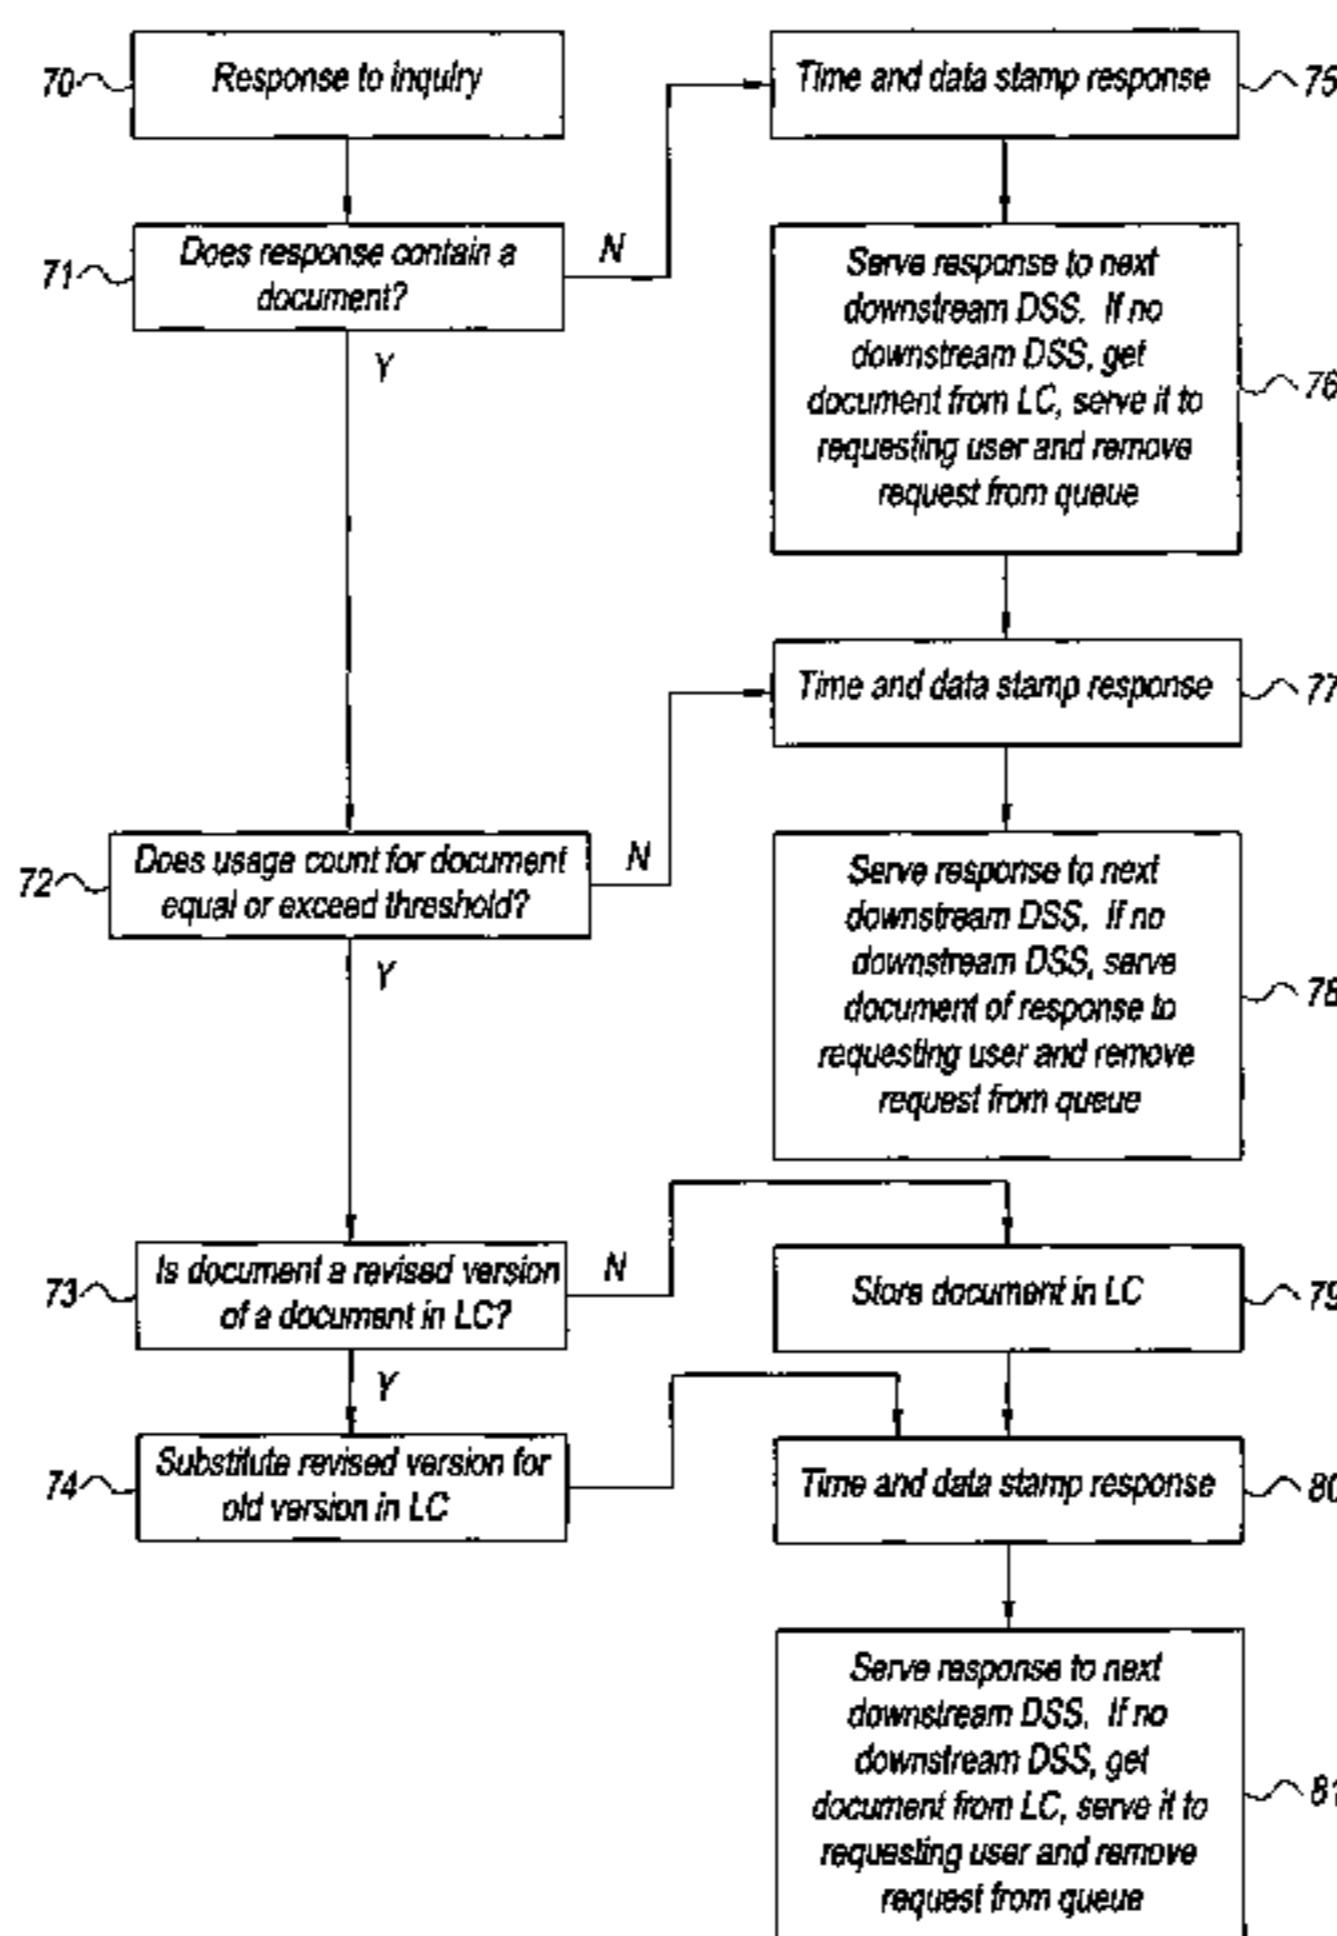 70
Response to inquiry
71
Does response contain a
document?
N
Y
72
Does usage count for document
equal or exceed threshold?
N
Y
73
Is document a revised version
of a document in LC?
N
Y
74
Substitute revised version for
old version in LC
Time and data stamp response
75
Serve response to next
downstream DSS. If no
downstream DSS, get
document from LC, serve it to
requesting user and remove
request from queue
76
Time and data stamp response
77
Serve response to next
downstream DSS. If no
downstream DSS, serve
document of response to
requesting user and remove
request from queue
78
Store document in LC
79
Time and data stamp response
80
Serve response to next
downstream DSS. If no
downstream DSS, get
document from LC, serve it to
requesting user and remove
request from queue
81